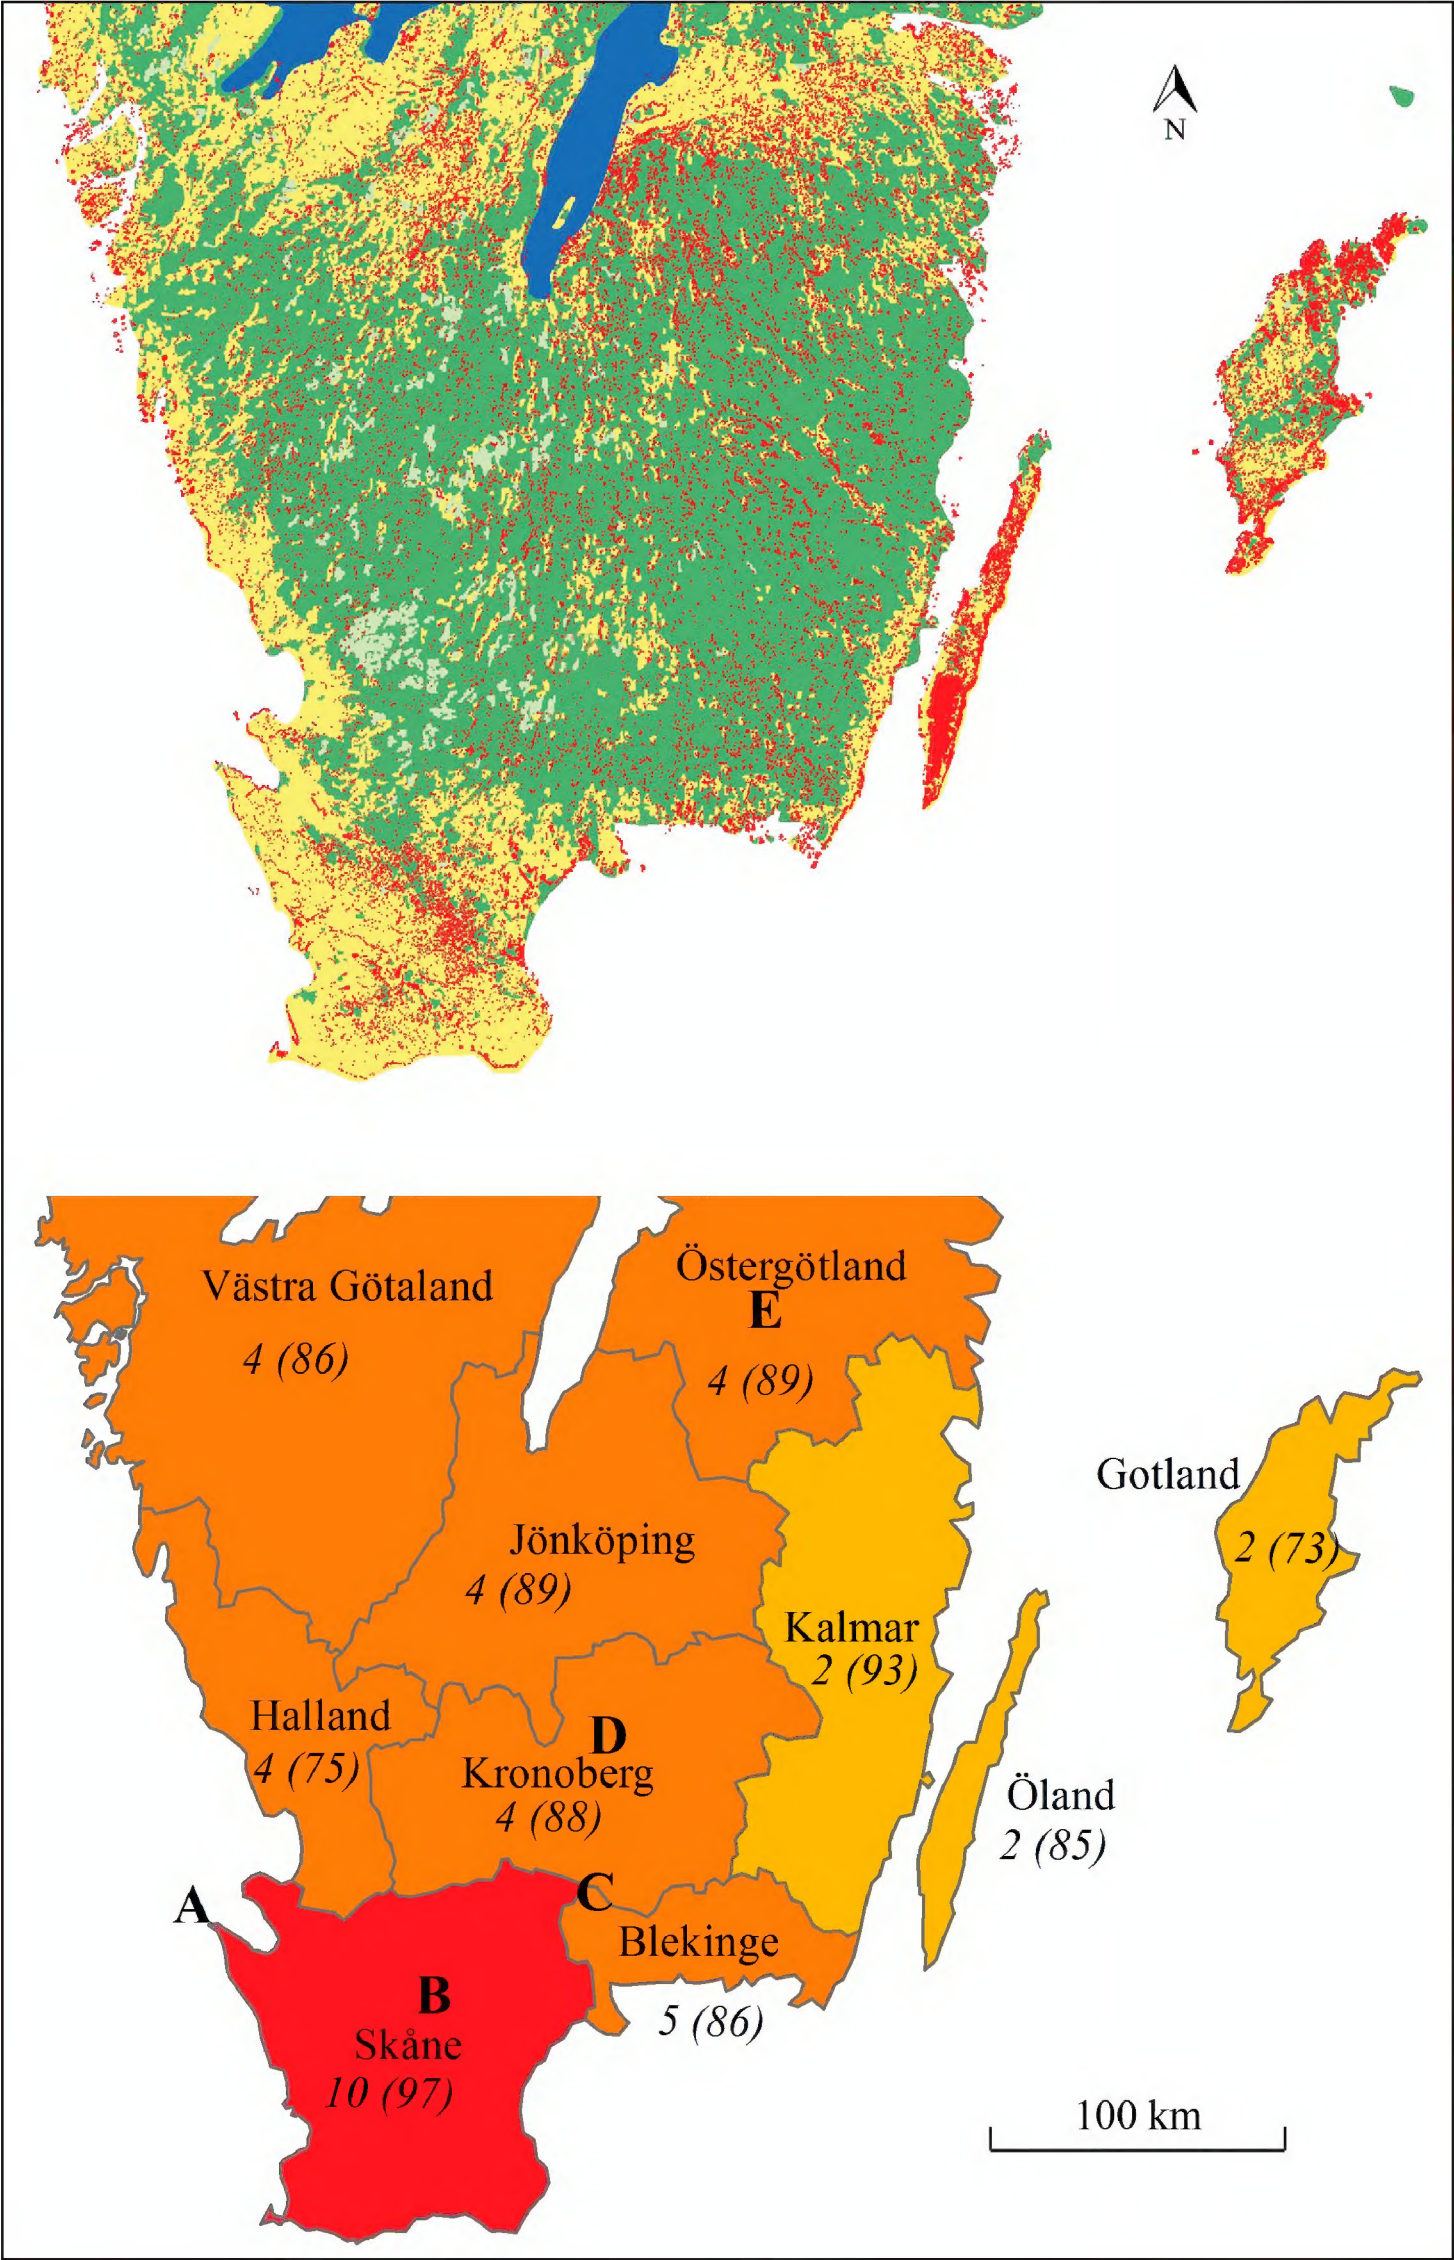 N
Västra Götaland
4 (86)
Östergötland
E
4 (89)
Gotland
2 (73)
Jönköping
4 (89)
Kalmar
2 (93)
Halland
4 (75)
D
Kronoberg
4 (88)
Öland
2 (85)
A
C
Blekinge
5 (86)
B
Skåne
10 (97)
100 km